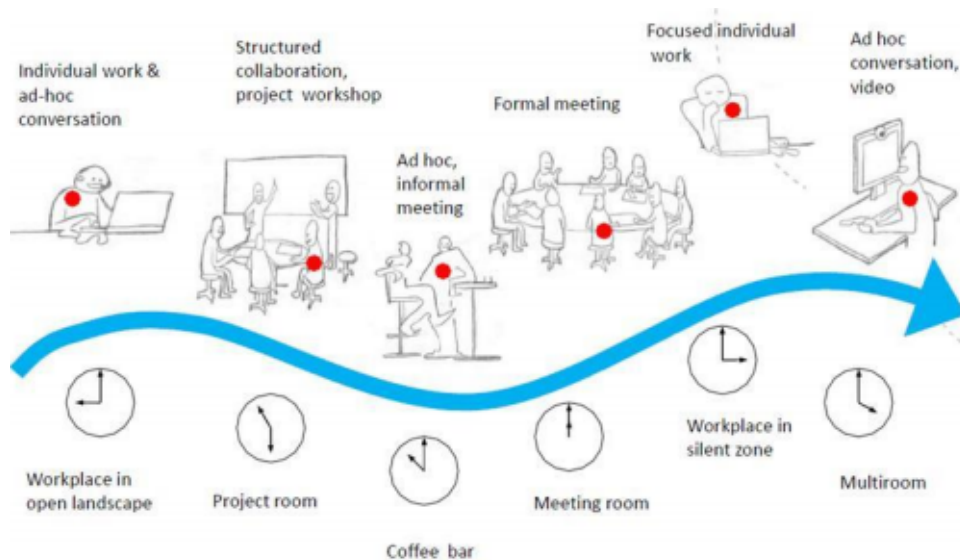 Individual work &
ad-hoc
conversation
Structured
collaboration,
project workshop
Ad hoc,
informal
meeting
Formal meeting
Focused individual
work
Ad hoc
conversation,
video
Workplace in
open landscape
Project room
Coffee bar
Meeting room
Workplace in
silent zone
Multiroom